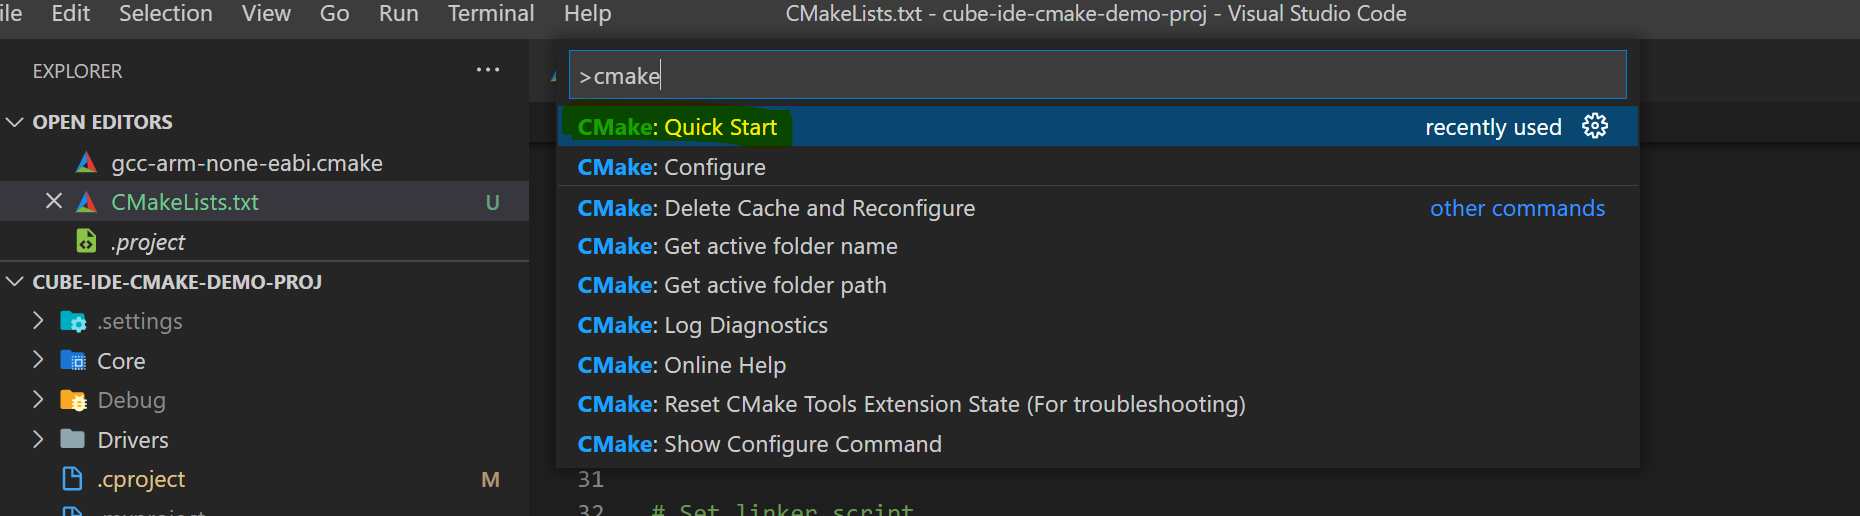 ile Edit Selection View Go Run Terminal Help CMakeLists.txt - cube-ide-cmake-demo-proj - Visual Studio Code
EXPLORER ···
>cmake
OPEN EDITORS
gcc-arm-none-eabi.cmake
CMakeLists.txt U
.project
CUBE-IDE-CMAKE-DEMO-PROJ
.settings
Core
Debug
Drivers
.cproject M
.mxproject
CMake: Quick Start recently used
CMake: Configure
CMake: Delete Cache and Reconfigure other commands
CMake: Get active folder name
CMake: Get active folder path
CMake: Log Diagnostics
CMake: Online Help
CMake: Reset CMake Tools Extension State (For troubleshooting)
CMake: Show Configure Command
31
32 # Set linker script